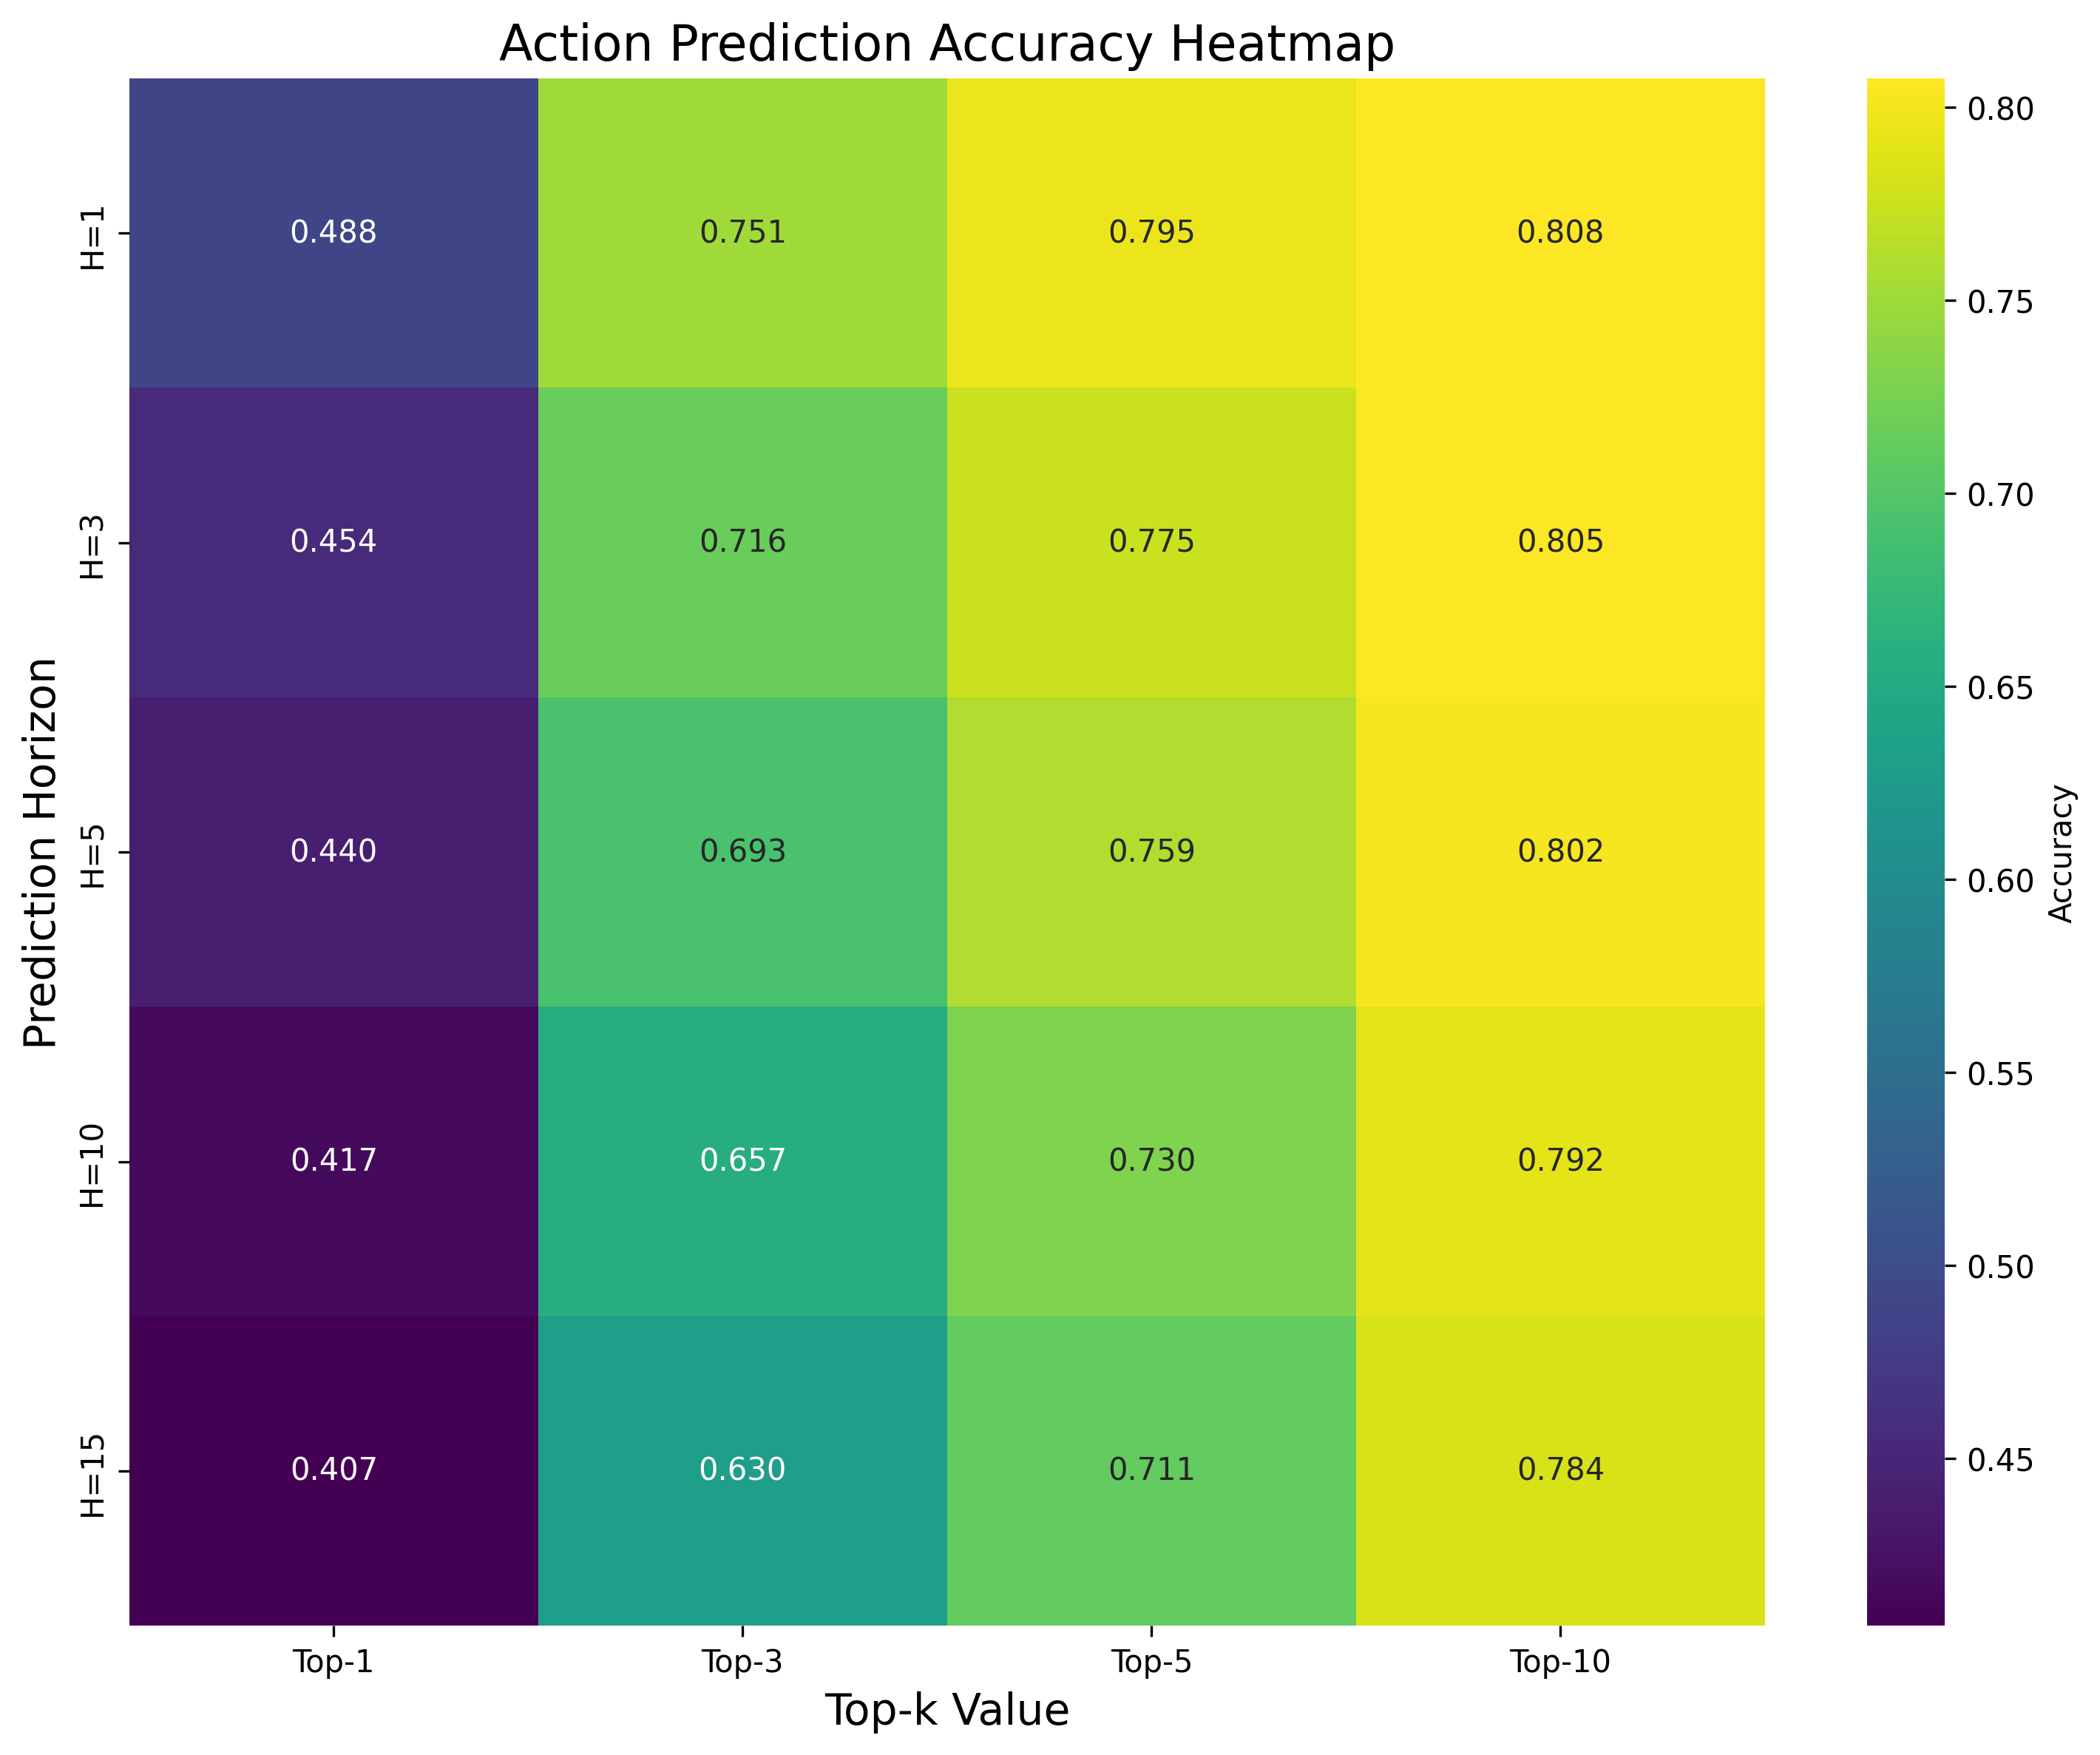 Action Prediction Accuracy Heatmap
Prediction Horizon
H=1
0.488 0.751 0.795 0.808
H=3
0.454 0.716 0.775 0.805
H=5
0.440 0.693 0.759 0.802
H=10
0.417 0.657 0.730 0.792
H=15
0.407 0.630 0.711 0.784
Top-1 Top-3 Top-5 Top-10
Top-k Value
0.80
0.75
0.70
0.65
0.60
0.55
0.50
0.45
Accuracy